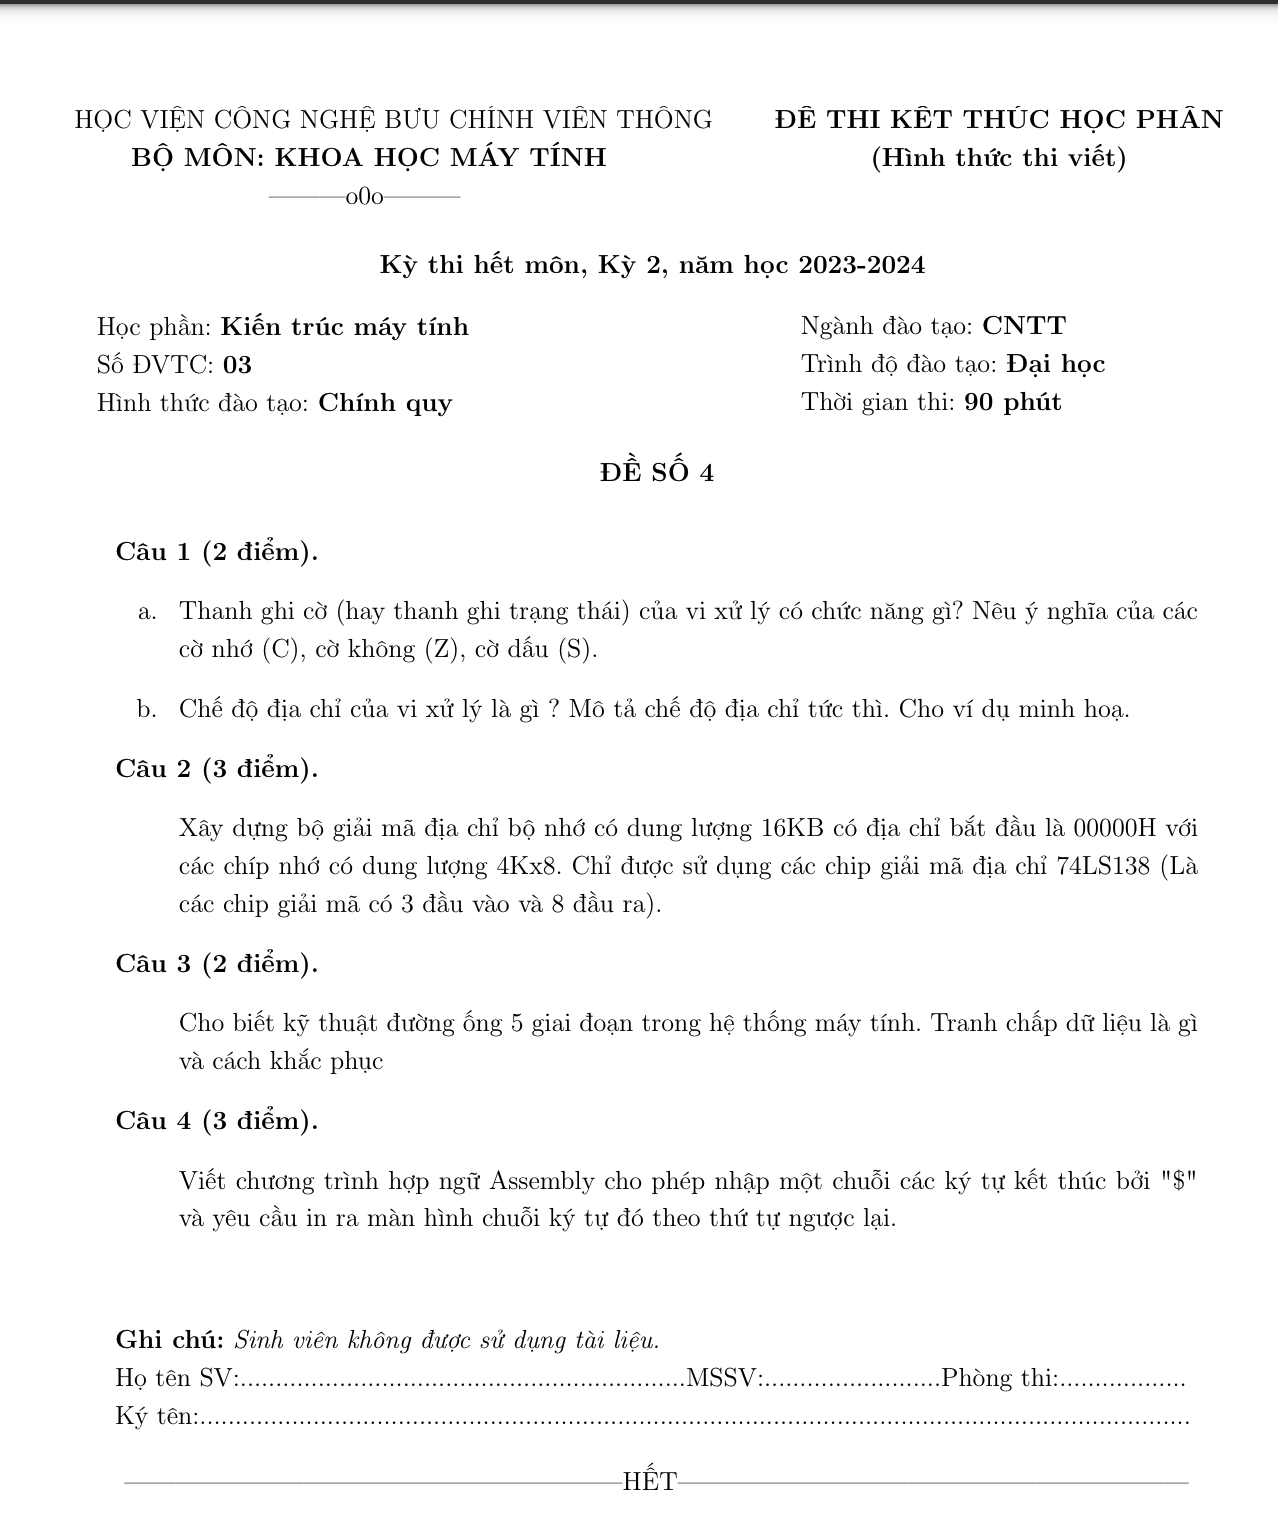 HỌC VIỆN CÔNG NGHỆ BƯU CHÍNH VIỄN THÔNG
BỘ MÔN: KHOA HỌC MÁY TÍNH
———o0o———
ĐỀ THI KẾT THÚC HỌC PHẦN
(Hình thức thi viết)
Kỳ thi hết môn, Kỳ 2, năm học 2023-2024
Học phần: Kiến trúc máy tính
Số ĐVTC: 03
Hình thức đào tạo: Chính quy
Ngành đào tạo: CNTT
Trình độ đào tạo: Đại học
Thời gian thi: 90 phút
ĐỀ SỐ 4
Câu 1 (2 điểm).
a. Thanh ghi cờ (hay thanh ghi trạng thái) của vi xử lý có chức năng gì? Nêu ý nghĩa của các
cờ nhớ (C), cờ không (Z), cờ dấu (S).
b. Chế độ địa chỉ của vi xử lý là gì ? Mô tả chế độ địa chỉ tức thì. Cho ví dụ minh hoạ.
Câu 2 (3 điểm).
Xây dựng bộ giải mã địa chỉ bộ nhớ có dung lượng 16KB có địa chỉ bắt đầu là 00000H với
các chíp nhớ có dung lượng 4Kx8. Chỉ được sử dụng các chip giải mã địa chỉ 74LS138 (Là
các chip giải mã có 3 đầu vào và 8 đầu ra).
Câu 3 (2 điểm).
Cho biết kỹ thuật đường ống 5 giai đoạn trong hệ thống máy tính. Tranh chấp dữ liệu là gì
và cách khắc phục
Câu 4 (3 điểm).
Viết chương trình hợp ngữ Assembly cho phép nhập một chuỗi các ký tự kết thúc bởi "$"
và yêu cầu in ra màn hình chuỗi ký tự đó theo thứ tự ngược lại.
Ghi chú: Sinh viên không được sử dụng tài liệu.
Họ tên SV:...............................................................MSSV:.........................Phòng thi:..................
Ký tên:............................................................................................................................................
————————————————————HẾT————————————————————